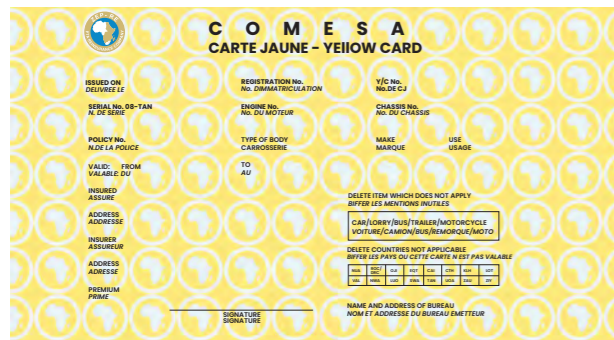 C O M E S A
CARTE JAUNE - YEllOW CARD
ISSUED ON
DELIVREE LE
REGISTRATION No.
No. DIMMATRICULATION
Y/C No.
No.DE CJ
SERIAL No. 08-TAN
N. DE SERIE
ENGINE No.
No. DU MOTEUR
CHASSIS No.
No. DU CHASSIS
POLICY No.
N.DE LA POLICE
TYPE OF BODY
CARROSSERIE
MAKE
MARQUE
USE
USAGE
VALID: FROM
VALABLE: DU
TO
AU
INSURED
ASSURE
ADDRESS
ADDRESSE
INSURER
ASSUREUR
ADDRESS
ADRESSE
PREMIUM
PRIME
DELETE ITEM WHICH DOES NOT APPLY
BIFFER LES MENTIONS INUTILES
CAR/LORRY/BUS/TRAILER/MOTORCYCLE
VOITURE/CAMION/BUS/REMORQUE/MOTO
DELETE COUNTRIES NOT APPLICABLE
BIFFER LES PAYS OU CETTE CARTE N EST PAS VALABLE
SIGNATURE
SIGNATURE
NAME AND ADDRESS OF BUREAU
NOM ET ADDRESSE DU BUREAU EMETTEUR